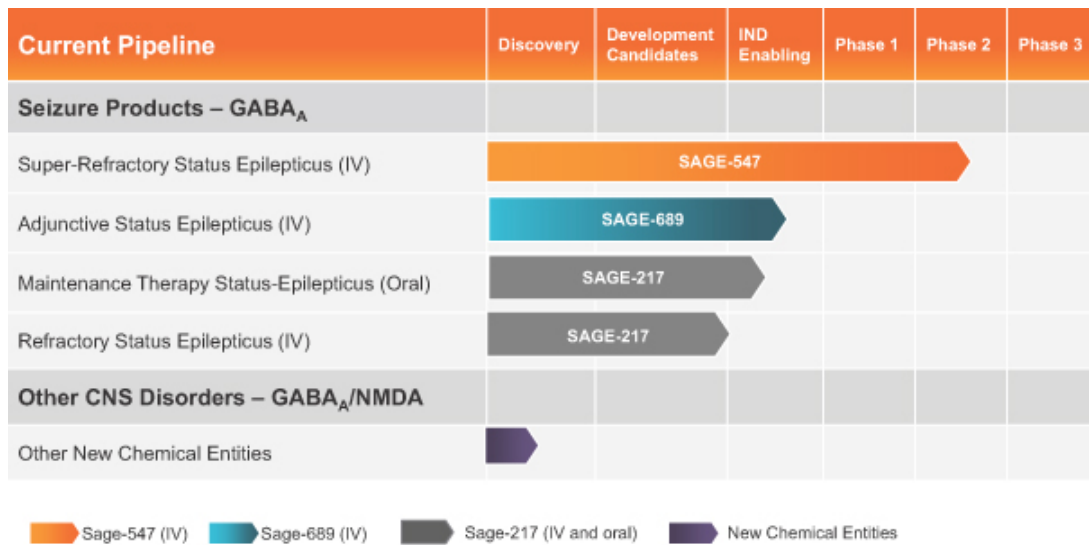 Current Pipeline
Discovery
Development
Candidates
IND
Enabling
Phase 1
Phase 2
Phase 3
Seizure Products – GABAA
Super-Refractory Status Epilepticus (IV)
SAGE-547
Adjunctive Status Epilepticus (IV)
SAGE-689
Maintenance Therapy Status-Epilepticus (Oral)
SAGE-217
Refractory Status Epilepticus (IV)
SAGE-217
Other CNS Disorders – GABAA/NMDA
Other New Chemical Entities
Sage-547 (IV)
Sage-689 (IV)
Sage-217 (IV and oral)
New Chemical Entities